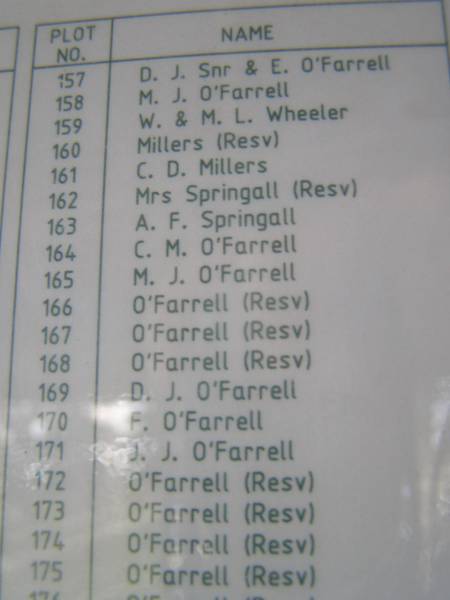 PLOT NO. NAME
157 D. J. Snr & E. O'Farrell
158 M. J. O'Farrell
159 W. & M. L. Wheeler
160 Millers (Resv)
161 C. D. Millers
162 Mrs Springall (Resv)
163 A. F. Springall
164 C. M. O'Farrell
165 M. J. O'Farrell
166 O'Farrell (Resv)
167 O'Farrell (Resv)
168 O'Farrell (Resv)
169 D. J. O'Farrell
170 F. O'Farrell
171 J. J. O'Farrell
172 O'Farrell (Resv)
173 O'Farrell (Resv)
174 O'Farrell (Resv)
175 O'Farrell (Resv)